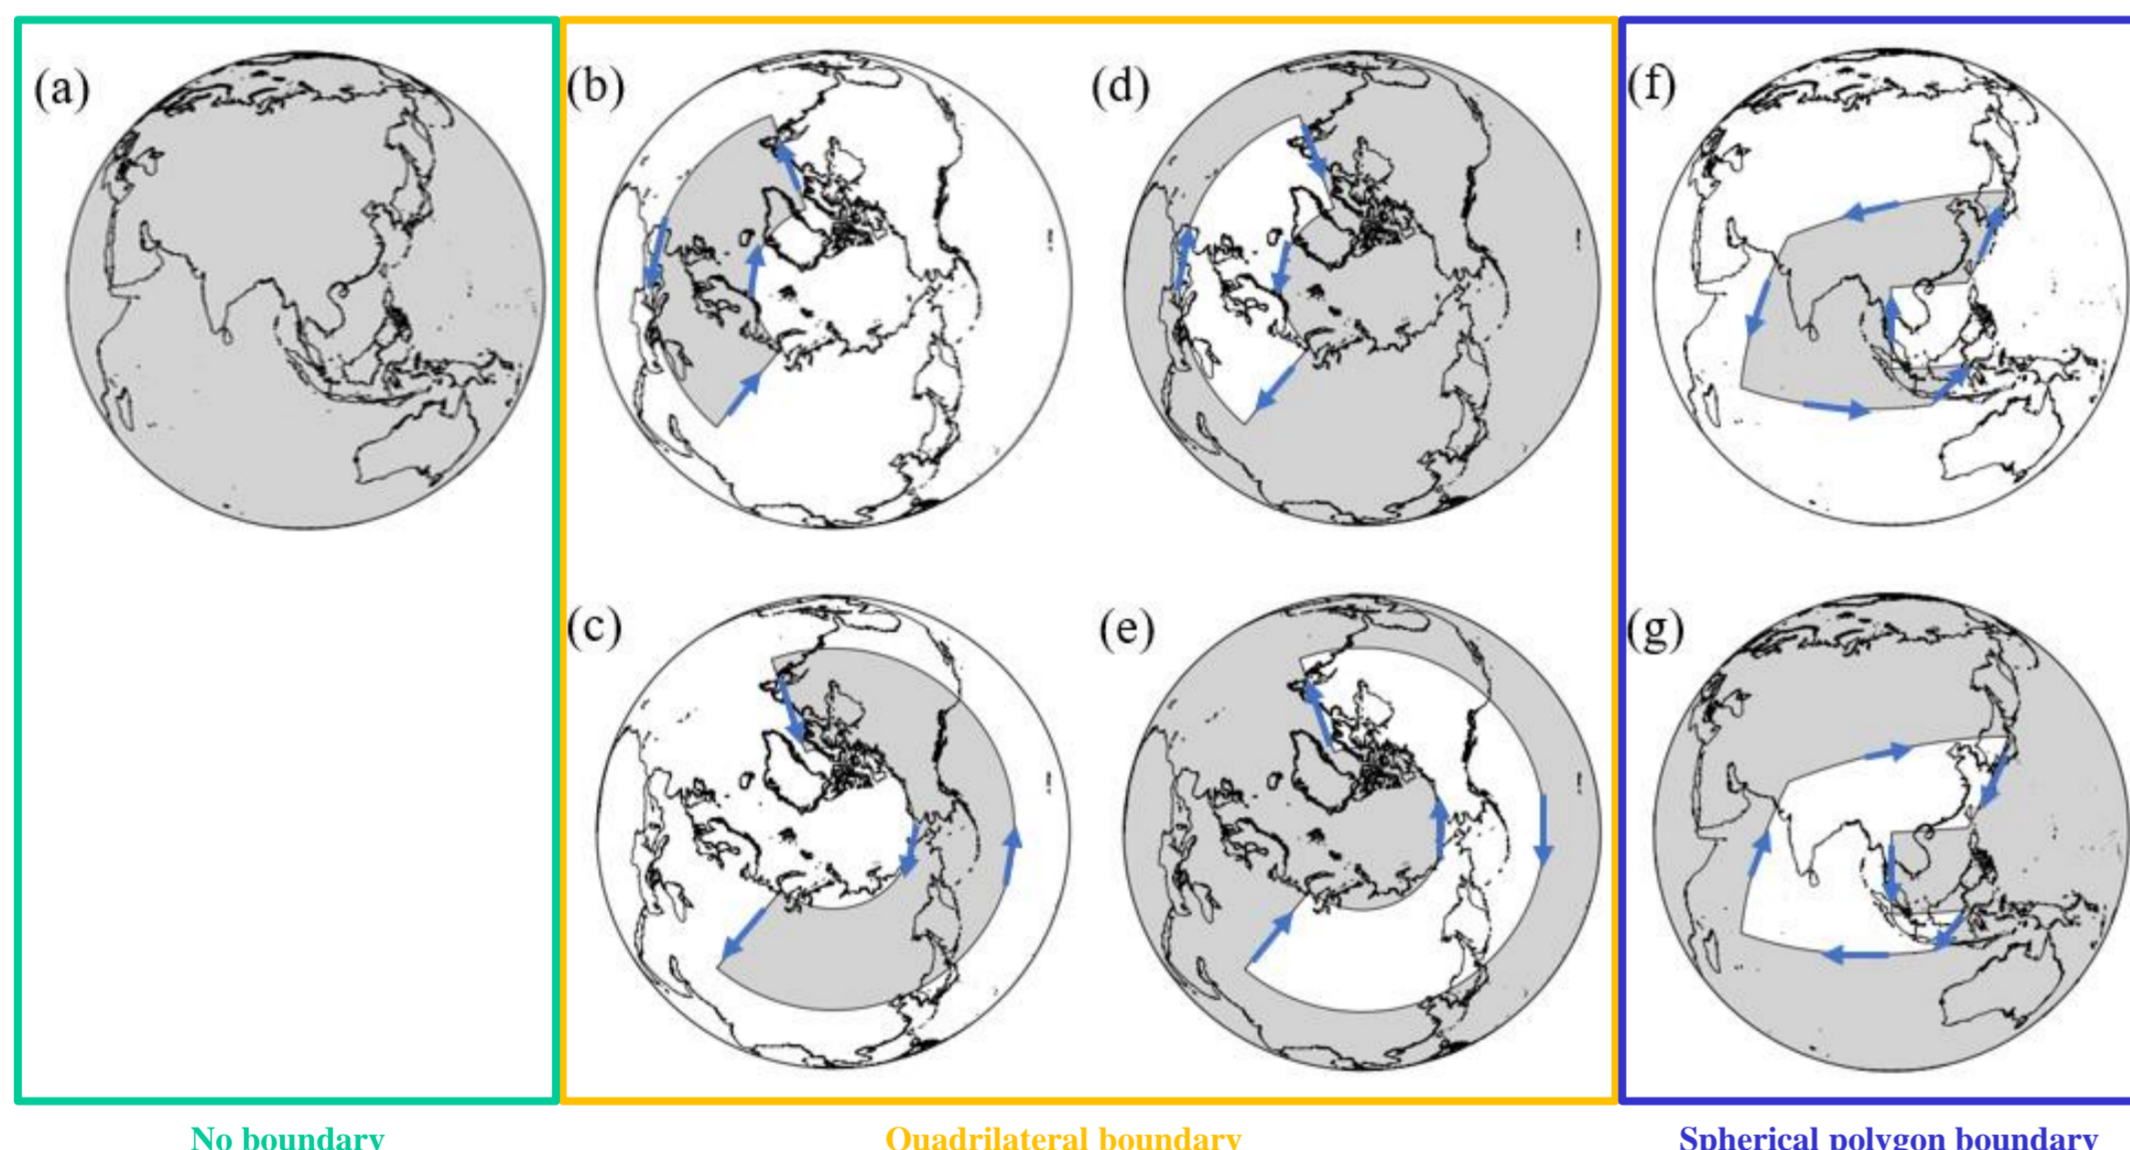 (a)
(b)
(d)
(f)
(c)
(e)
(g)
No boundary
Quadrilateral boundary
Spherical polygon boundary